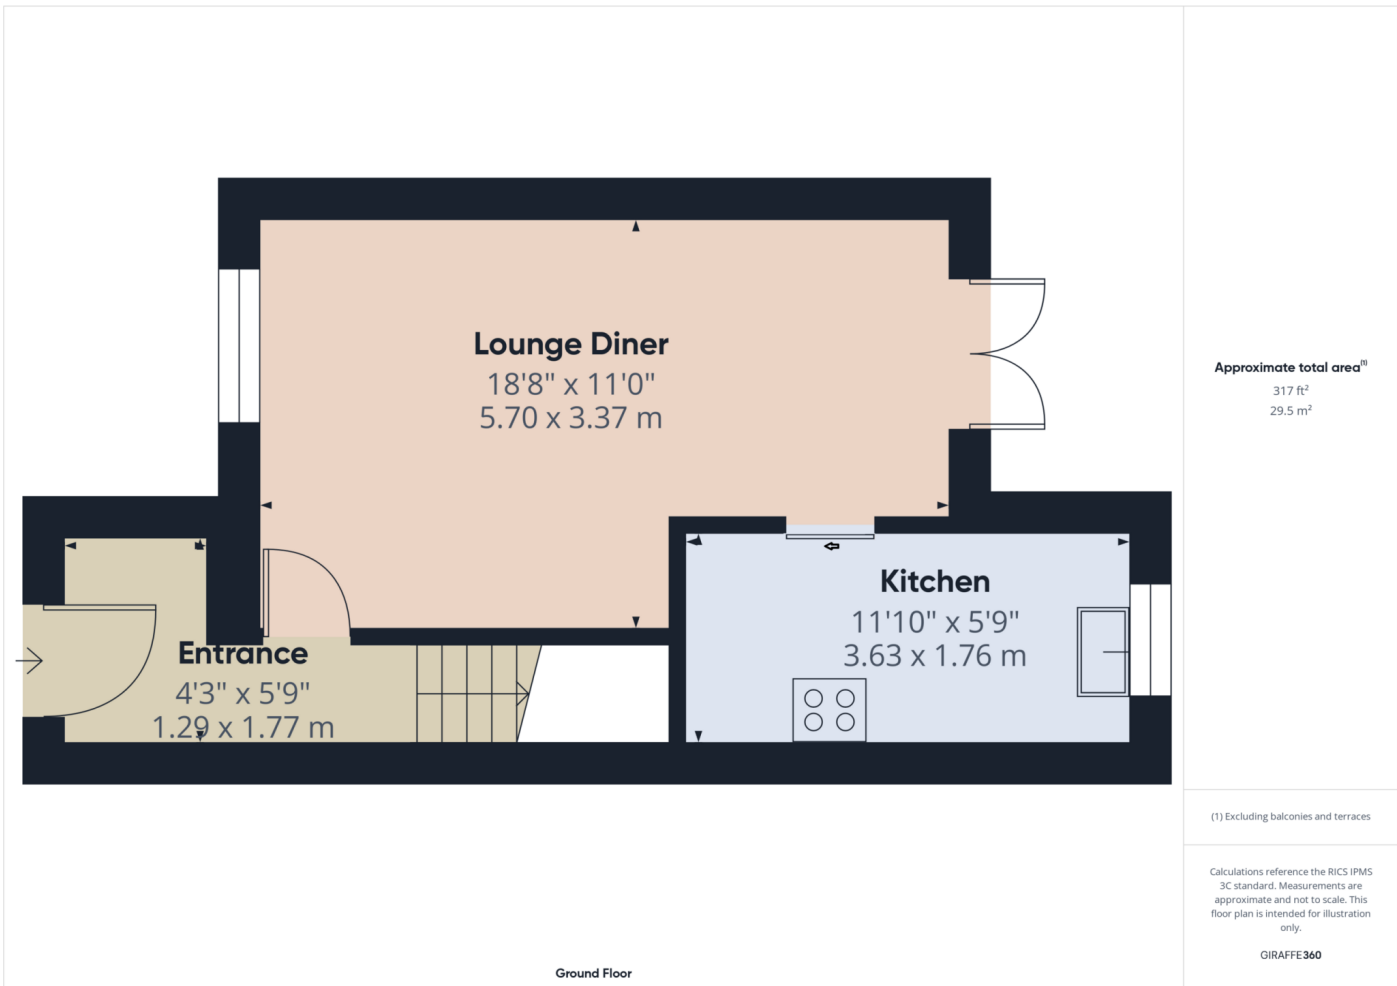 Lounge Diner
18'8" x 11'0"
5.70 x 3.37 m
Kitchen
11'10" x 5'9"
3.63 x 1.76 m
Entrance
4'3" x 5'9"
1.29 x 1.77 m
Ground Floor
Approximate total area(1)
317 ft²
29.5 m²
(1) Excluding balconies and terraces
Calculations reference the RICS IPMS
3C standard. Measurements are
approximate and not to scale. This
floor plan is intended for illustration
only.
GIRAFFE360